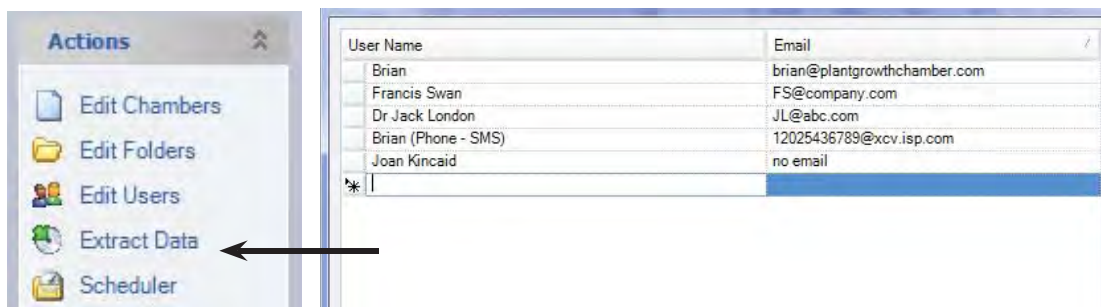 Actions
Edit Chambers
Edit Folders
Edit Users
Extract Data
Scheduler
User Name Email
Brian brian@plantgrowthchamber.com
Francis Swan FS@company.com
Dr Jack London JL@abc.com
Brian (Phone - SMS) 12025436789@xcv.isp.com
Joan Kincaid no email